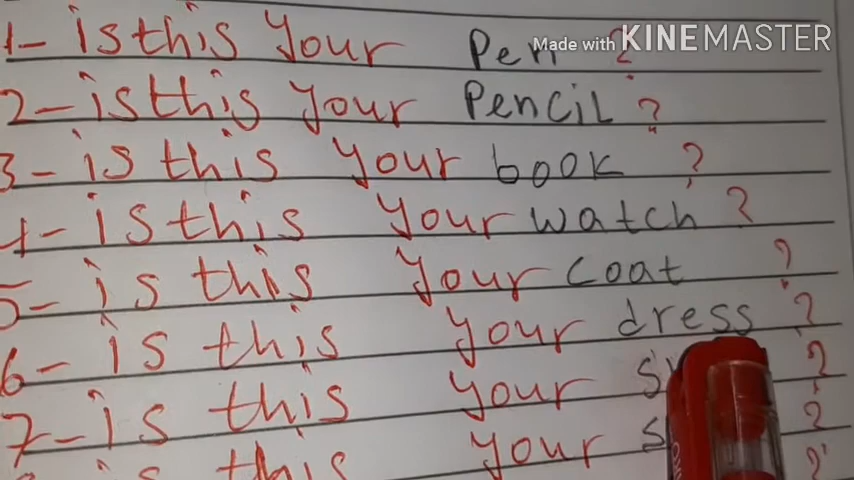 1- is this your Pen ?
Made with KINEMASTER
2- is this your Pencil ?
3- is this your book ?
4- is this your watch ?
5- is this your coat ?
6- is this your dress ?
7- is this your ?
is this your ?